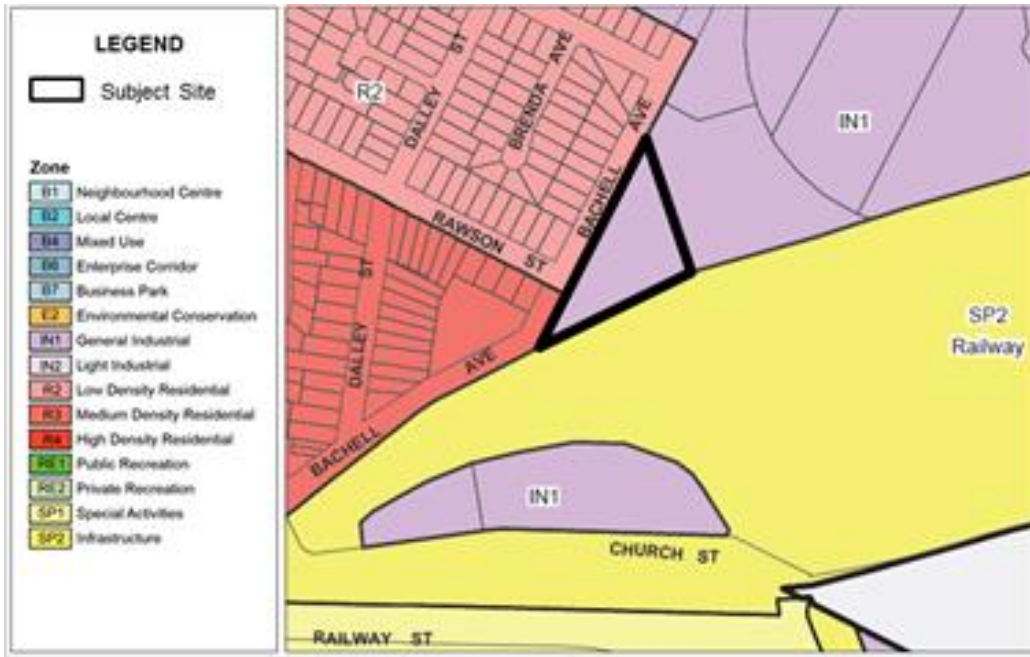 LEGEND
Subject Site
Zone
B1 Neighbourhood Centre
B2 Local Centre
B4 Mixed Use
B6 Enterprise Corridor
B7 Business Park
E2 Environmental Conservation
IN1 General Industrial
IN2 Light Industrial
R2 Low Density Residential
R3 Medium Density Residential
R4 High Density Residential
RE1 Public Recreation
RE2 Private Recreation
SP1 Special Activities
SP2 Infrastructure
R2
DALLEY ST
BRENDA AVE
BACHELL AVE
IN1
RAWSON ST
DALLEY ST
BACHELL AVE
SP2
Railway
IN1
CHURCH ST
RAILWAY ST